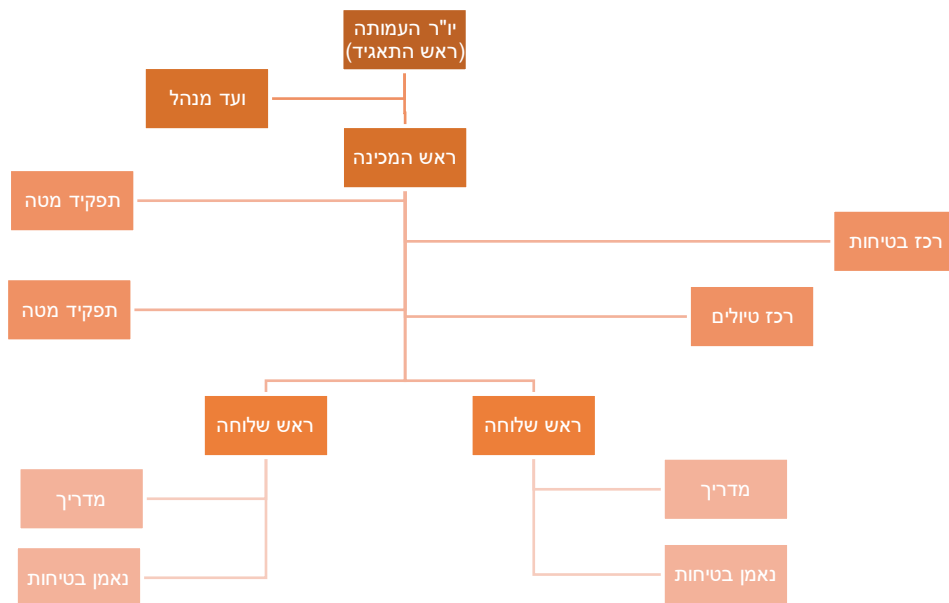 יו"ר העמותה
(ראש התאגיד)
ועד מנהל
ראש המכינה
תפקיד מטה
רכז בטיחות
תפקיד מטה
רכז טיולים
ראש שלוחה
ראש שלוחה
מדריך
מדריך
נאמן בטיחות
נאמן בטיחות